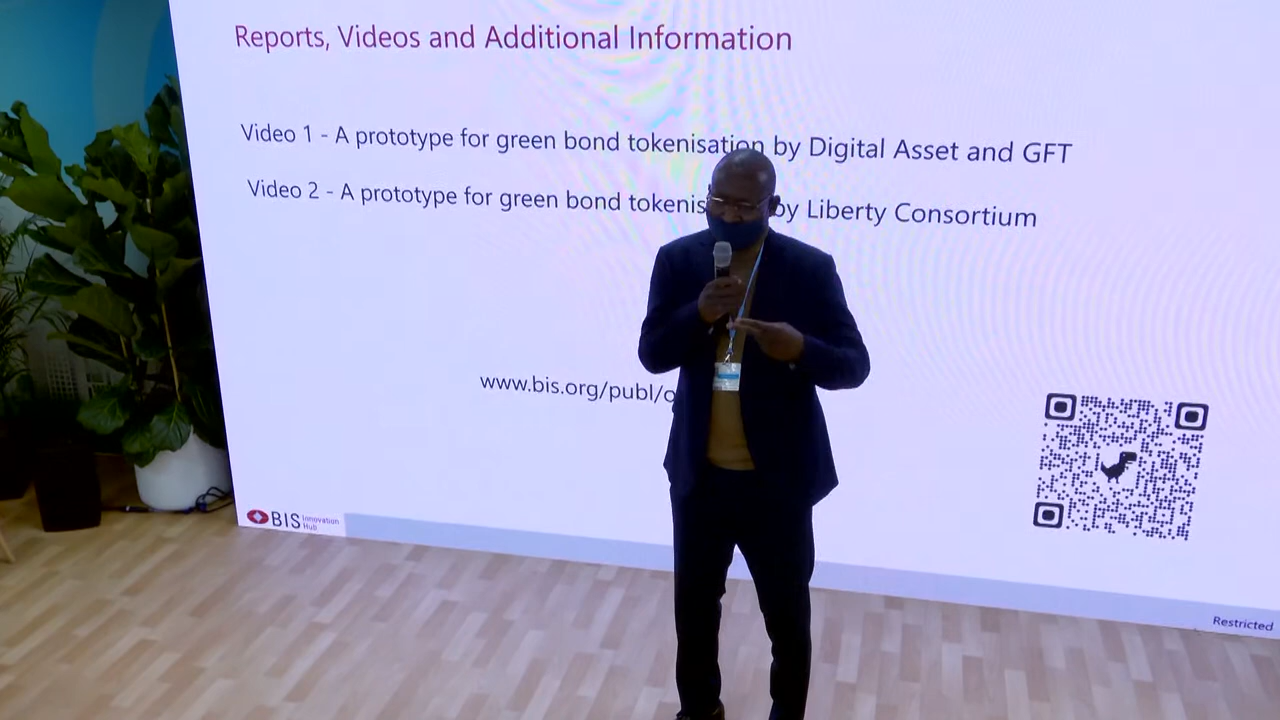 Reports, Videos and Additional Information
Video 1 - A prototype for green bond tokenisation by Digital Asset and GFT
Video 2 - A prototype for green bond tokenis by Liberty Consortium
www.bis.org/publ/o
BIS Innovation Hub
Restricted